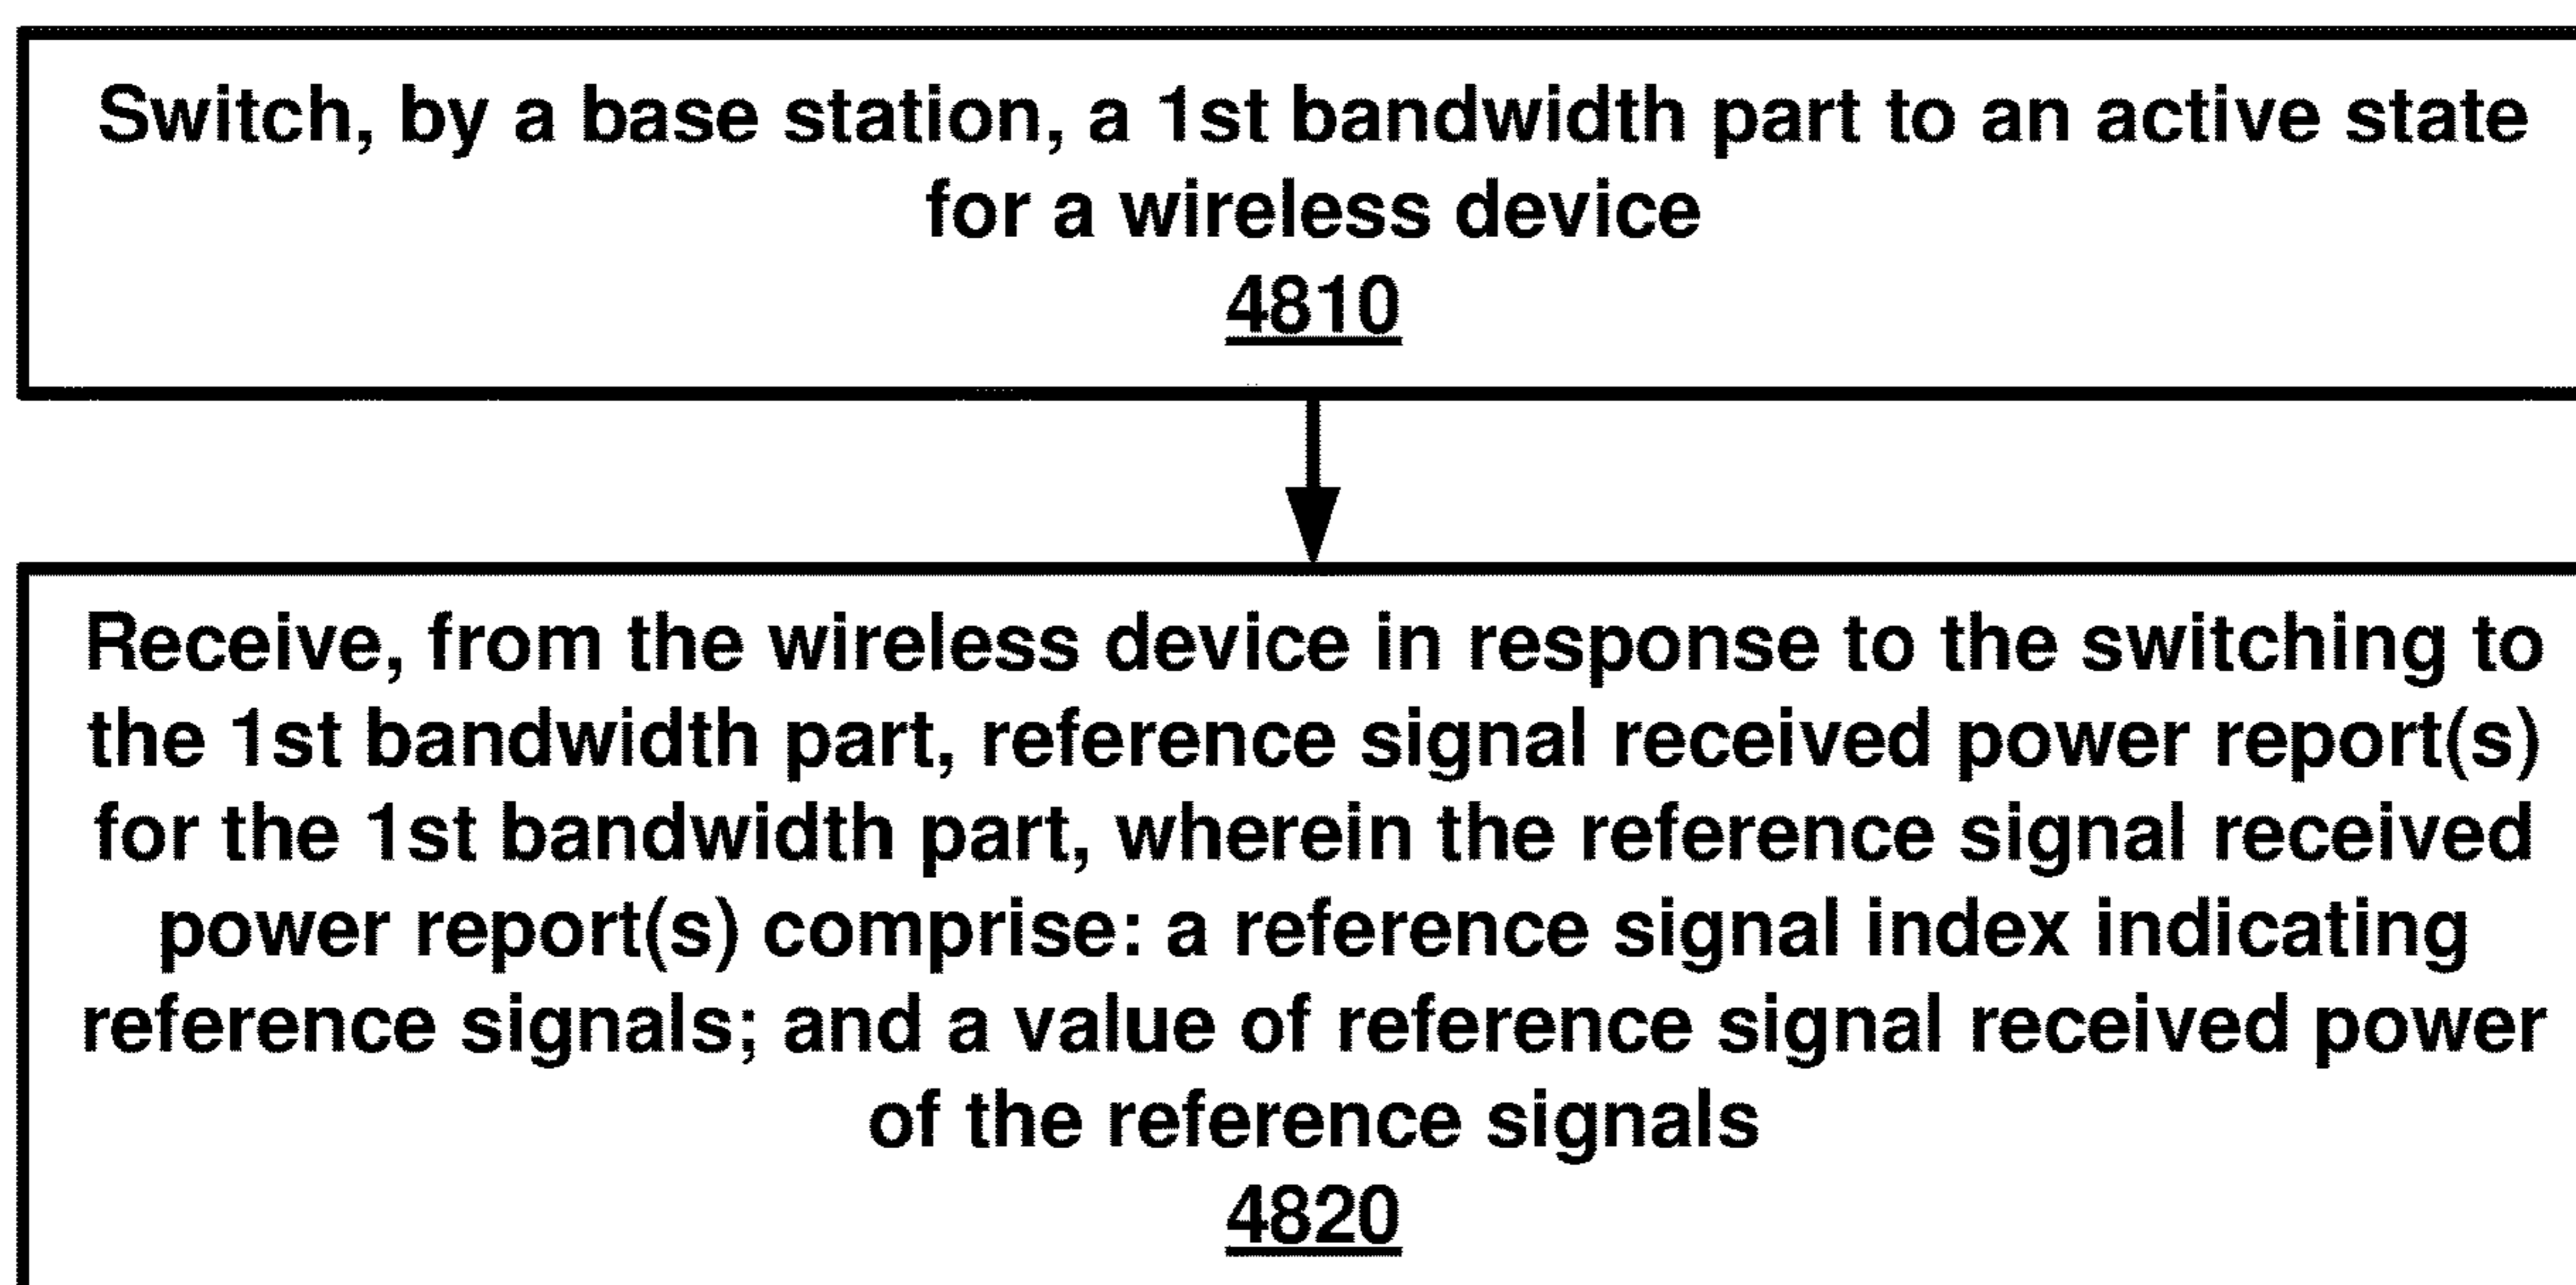 Switch, by a base station, a 1st bandwidth part to an active state
for a wireless device
4810
Receive, from the wireless device in response to the switching to
the 1st bandwidth part, reference signal received power report(s)
for the 1st bandwidth part, wherein the reference signal received
power report(s) comprise: a reference signal index indicating
reference signals; and a value of reference signal received power
of the reference signals
4820